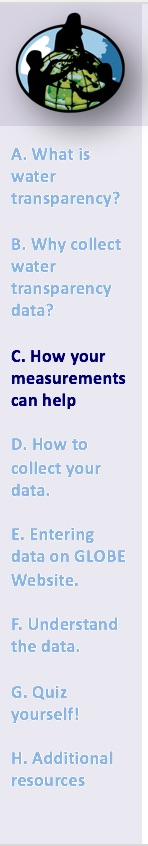 A. What is
water
transparency?
B. Why collect
water
transparency
data?
C. How your
measurements
can help
D. How to
collect your
data.
E. Entering
data on GLOBE
Website.
F. Understand
the data.
G. Quiz
yourself!
H. Additional
resources